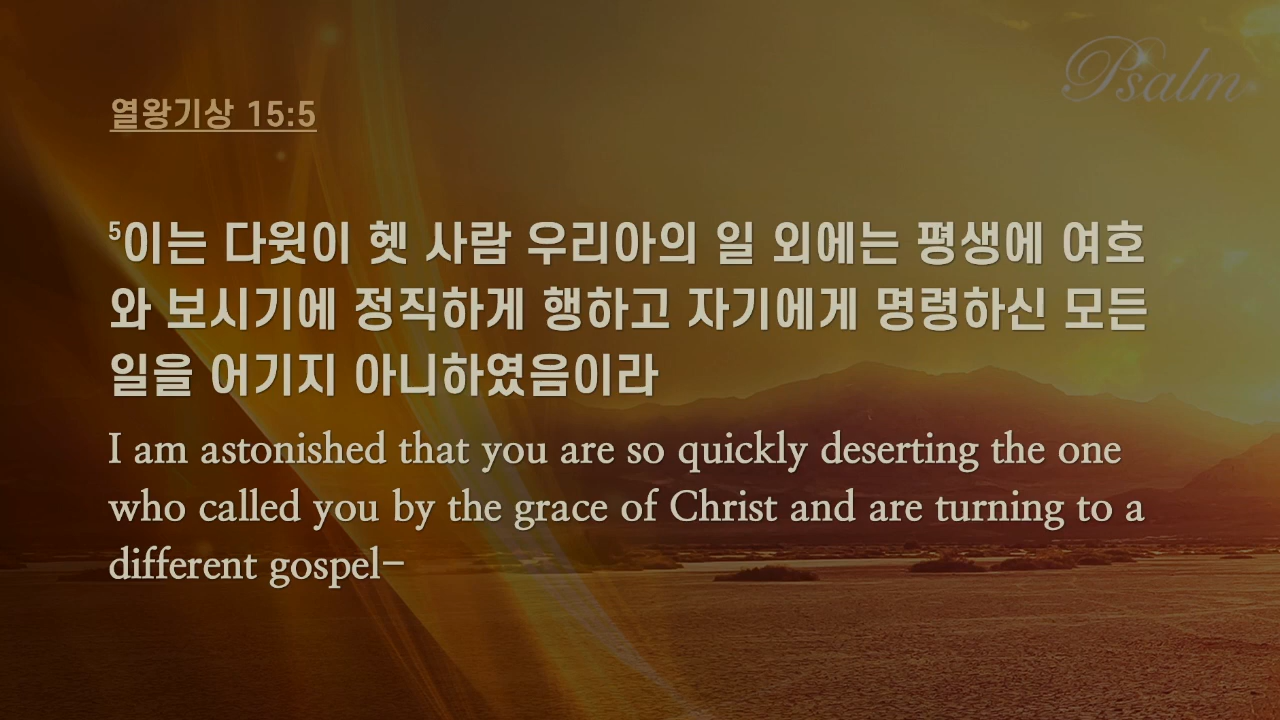 Psalm
열왕기상 15:5
5이는 다윗이 헷 사람 우리아의 일 외에는 평생에 여호
와 보시기에 정직하게 행하고 자기에게 명령하신 모든
일을 어기지 아니하였음이라
I am astonished that you are so quickly deserting the one
who called you by the grace of Christ and are turning to a
different gospel-